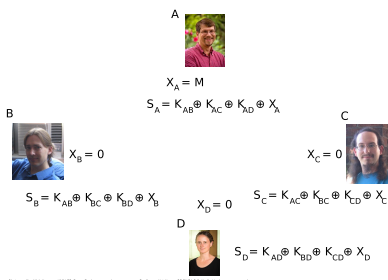 A
X_A = M
S_A = K_AB ⊕ K_AC ⊕ K_AD ⊕ X_A
B
X_B = 0
S_B = K_AB ⊕ K_BC ⊕ K_BD ⊕ X_B
C
X_C = 0
S_C = K_AC ⊕ K_BC ⊕ K_CD ⊕ X_C
X_D = 0
D
S_D = K_AD ⊕ K_BD ⊕ K_CD ⊕ X_D